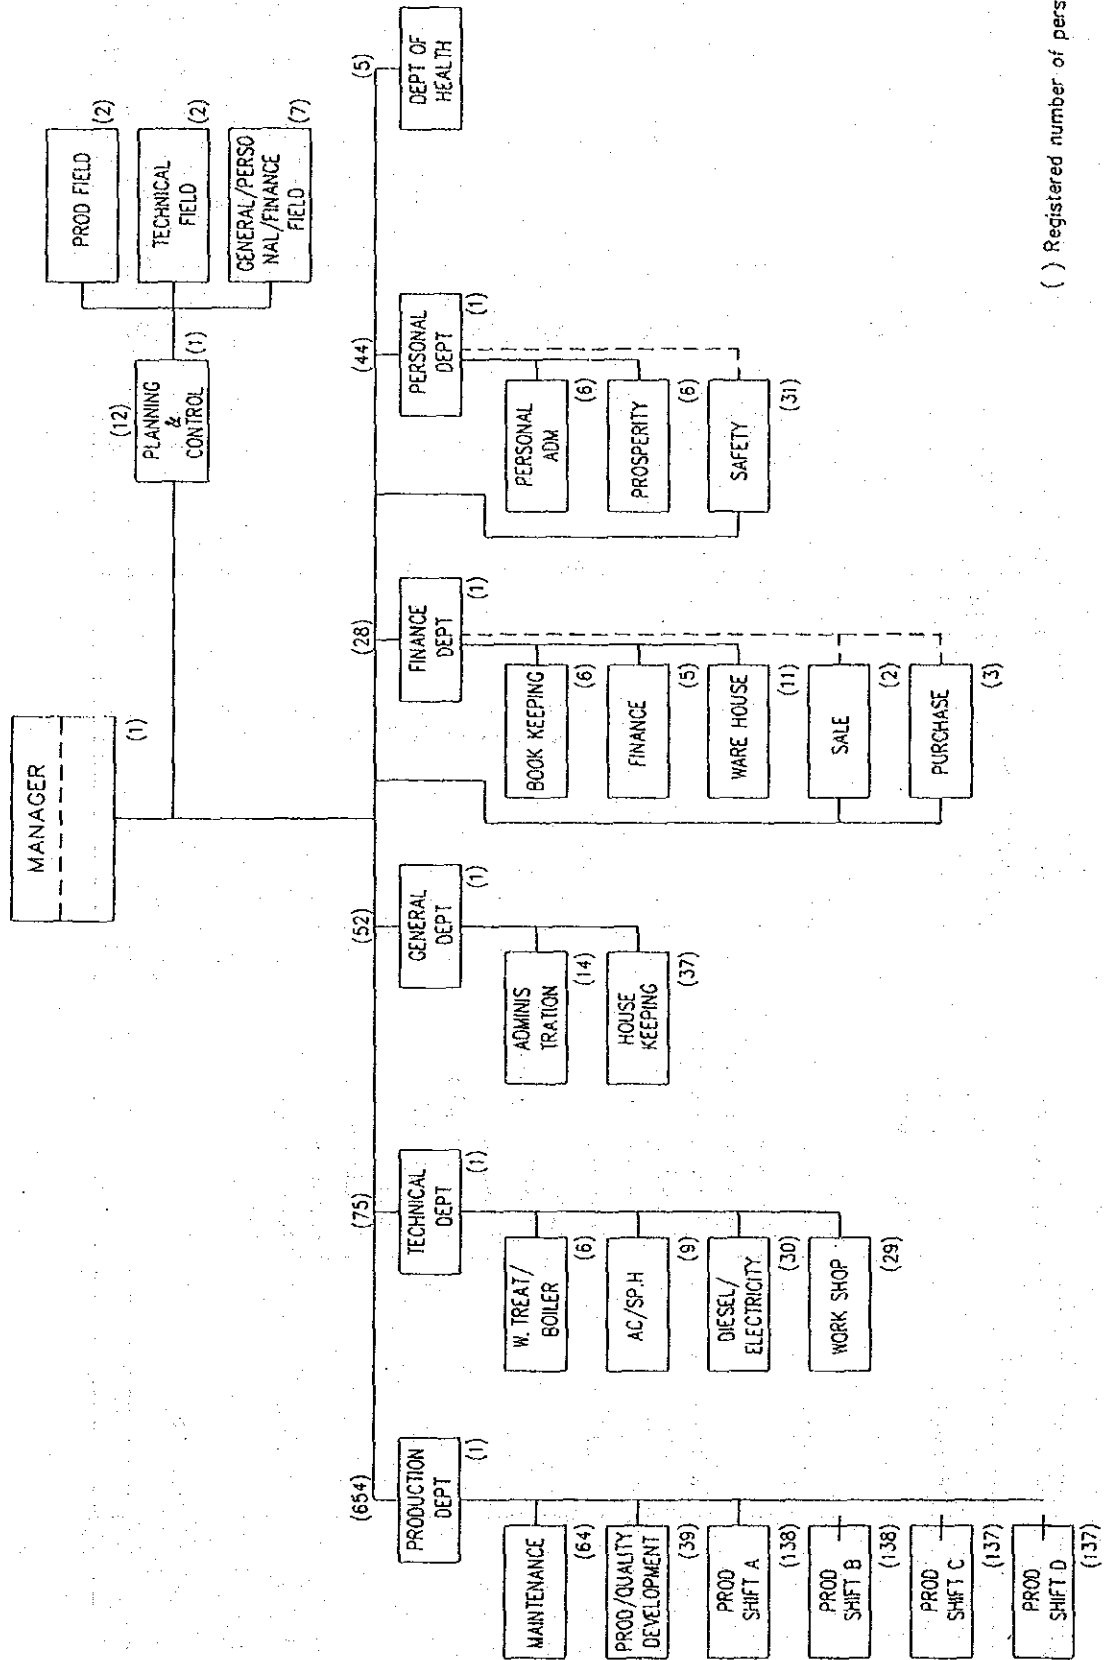 MANAGER
(1)
(12)
PLANNING
&
CONTROL
(1)
PROD FIELD
(2)
TECHNICAL
FIELD
(2)
GENERAL/PERSO
NAL/FINANCE
FIELD
(7)
(654)
PRODUCTION
DEPT
(1)
MAINTENANCE
(64)
PROD/QUALITY
DEVELOPMENT
(39)
PROD
SHIFT A
(138)
PROD
SHIFT B
(138)
PROD
SHIFT C
(137)
PROD
SHIFT D
(137)
(75)
TECHNICAL
DEPT
(1)
W. TREAT/
BOILER
(6)
AC/SP.H
(9)
DIESEL/
ELECTRICITY
(30)
WORK SHOP
(29)
(52)
GENERAL
DEPT
(1)
ADMINIS
TRATION
(14)
HOUSE
KEEPING
(37)
(28)
FINANCE
DEPT
(1)
BOOK KEEPING
(6)
FINANCE
(5)
WARE HOUSE
(11)
SALE
(2)
PURCHASE
(3)
(44)
PERSONAL
DEPT
(1)
PERSONAL
ADM
(6)
PROSPERITY
(6)
SAFETY
(31)
(5)
DEPT OF
HEALTH
( ) Registered number of pers